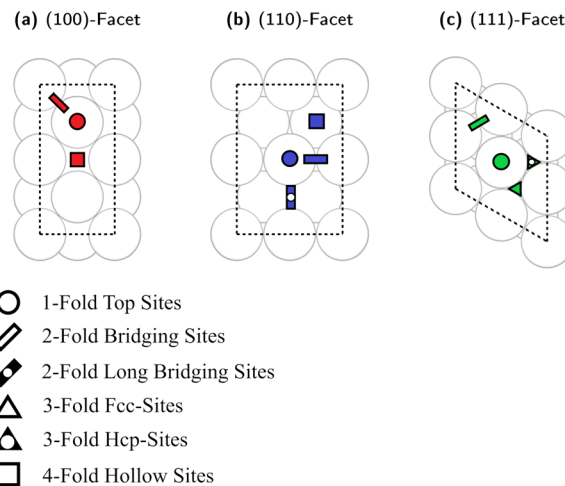 (a) (100)-Facet
(b) (110)-Facet
(c) (111)-Facet
1-Fold Top Sites
2-Fold Bridging Sites
2-Fold Long Bridging Sites
3-Fold Fcc-Sites
3-Fold Hcp-Sites
4-Fold Hollow Sites